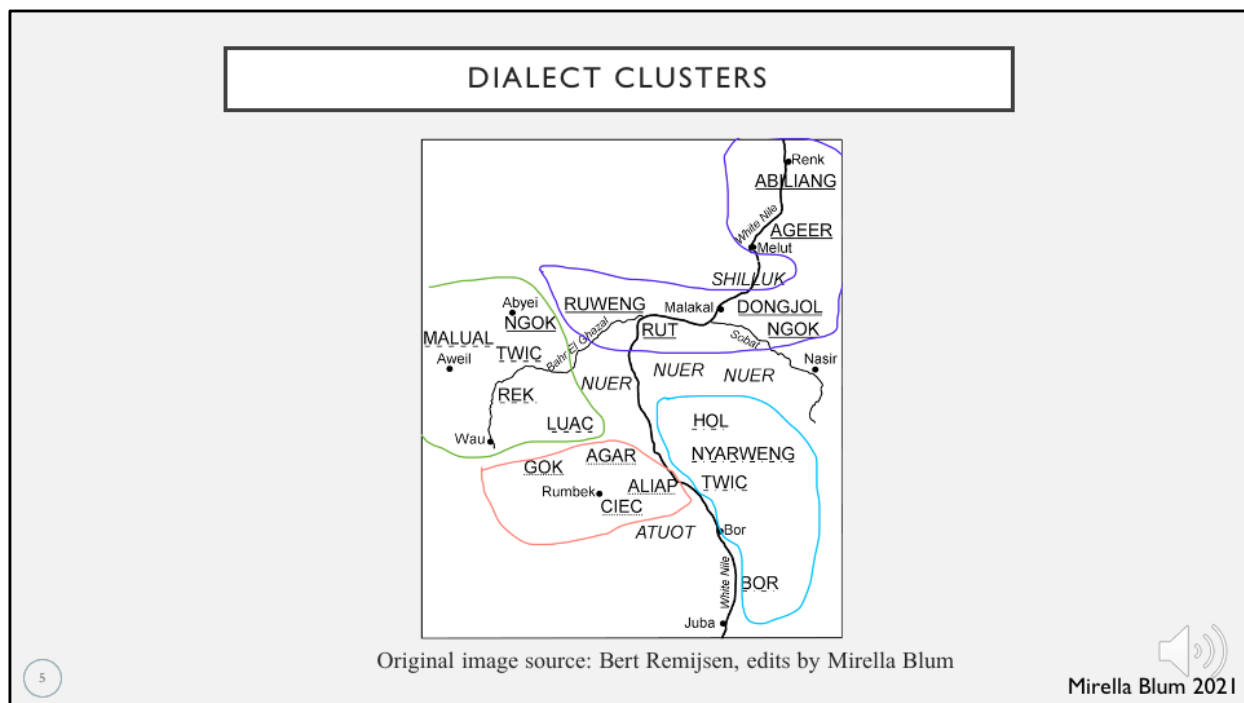 DIALECT CLUSTERS
Renk
ABILIANG
White Nile
AGEER
Melut
SHILLUK
Abyei
RUWENG
Malakal
DONGJOL
NGOK
RUT
NGOK
MALUAL
TWIC
Bahr El Ghazal
Sobat
Aweil
NUER
NUER
NUER
Nasir
REK
LUAC
HOL
Wau
AGAR
NYARWENG
GOK
Rumbek
ALIAP
TWIC
CIEC
ATUOT
Bor
White Nile
BOR
Juba
Original image source: Bert Remijsen, edits by Mirella Blum
5
Mirella Blum 2021